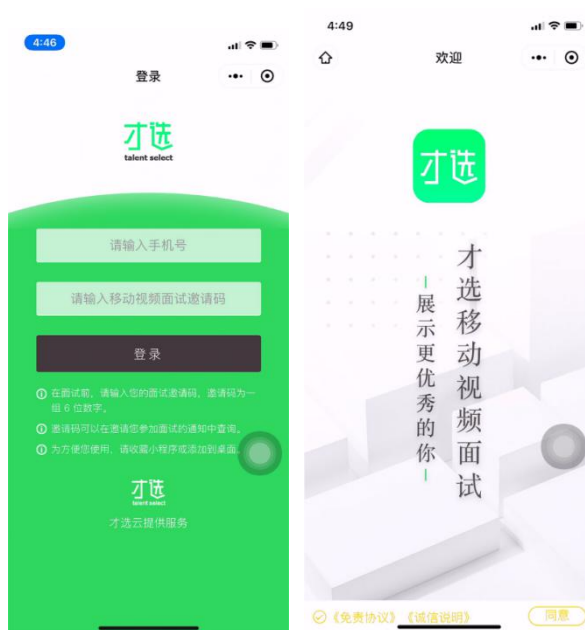 4:46
登录
才选
talent select
请输入手机号
请输入移动视频面试邀请码
登录
在面试前，请输入您的面试邀请码，邀请码为一
组 6 位数字。
邀请码可以在邀请您参加面试的通知中查询。
为方便您使用，请收藏小程序或添加到桌面。
才选
talent select
才选云提供服务
4:49
欢迎
才选
才选移动视频面试
—展示更优秀的你—
《免责协议》《诚信说明》
同意